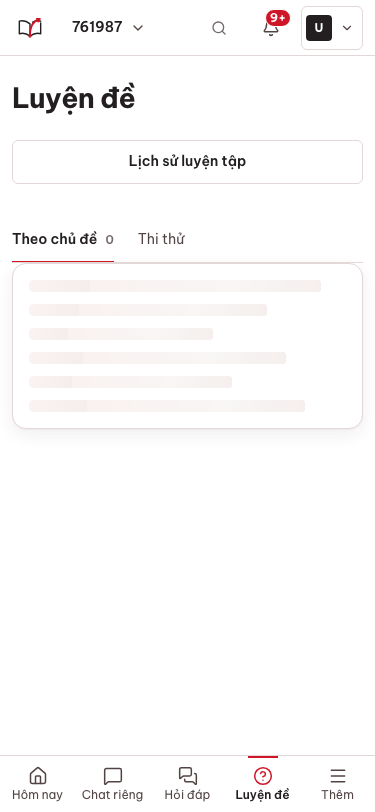 761987
9+
U
Luyện đề
Lịch sử luyện tập
Theo chủ đề 0
Thi thử
Hôm nay
Chat riêng
Hỏi đáp
Luyện đề
Thêm